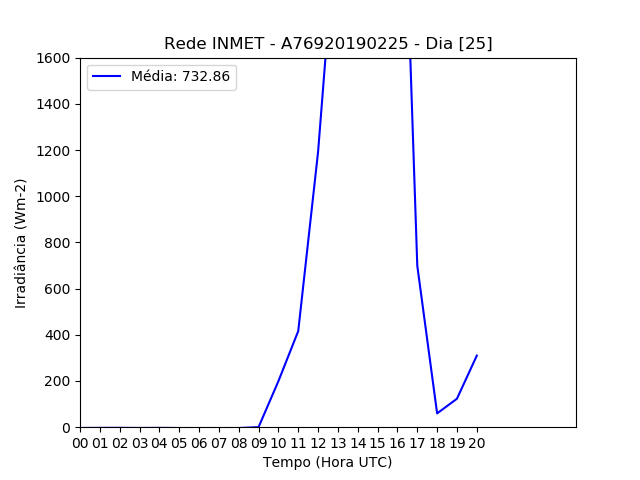 Rede INMET - A76920190225 - Dia [25]
Média: 732.86
1600
1400
1200
1000
800
600
400
200
0
Irradiância (Wm-2)
00 01 02 03 04 05 06 07 08 09 10 11 12 13 14 15 16 17 18 19 20
Tempo (Hora UTC)